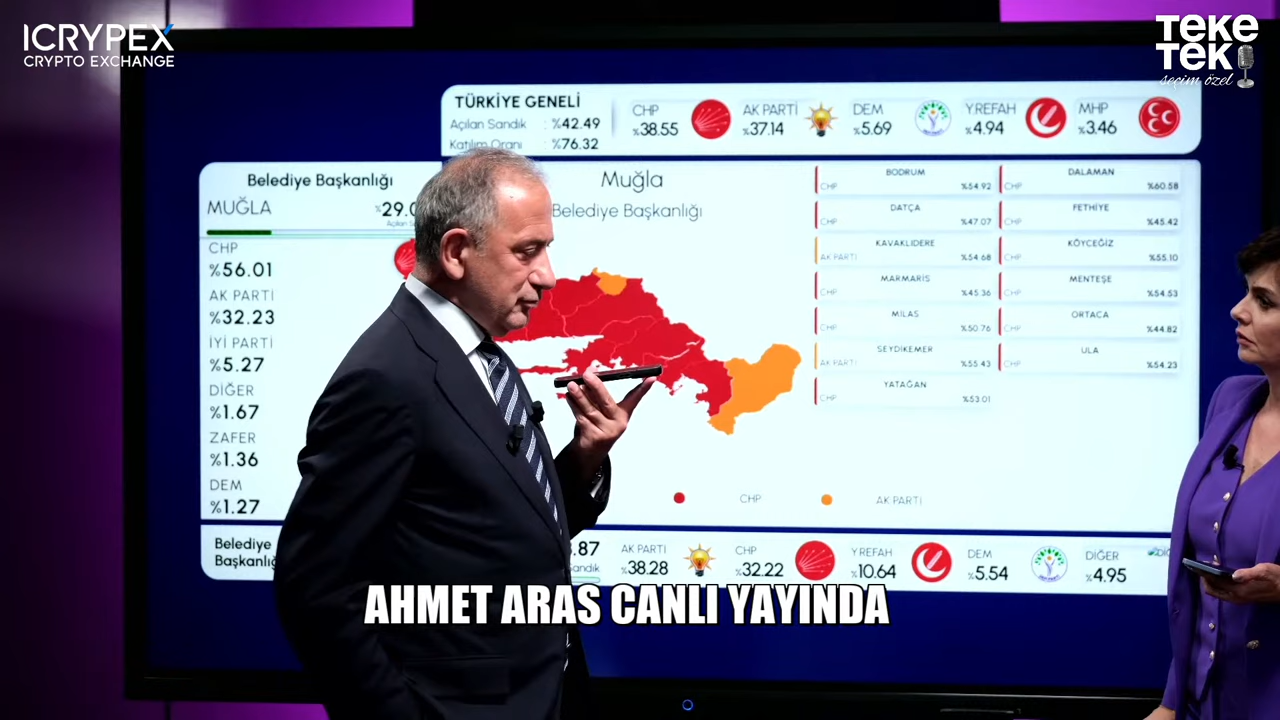 ICRYPEX
CRYPTO EXCHANGE
TEKE
TEK
seçim özel
TÜRKİYE GENELİ
Açılan Sandık : %42.49
Katılım Oranı : %76.32
CHP %38.55
AK PARTİ %37.14
DEM %5.69
Y.REFAH %4.94
MHP %3.46
Belediye Başkanlığı
MUĞLA
CHP
%56.01
AK PARTİ
%32.23
İYİ PARTİ
%5.27
DİĞER
%1.67
ZAFER
%1.36
DEM
%1.27
Muğla
Belediye Başkanlığı
BODRUM
CHP %54.92
DALAMAN
CHP %60.58
DATÇA
CHP %47.07
FETHİYE
CHP %45.42
KAVAKLIDERE
AK PARTİ %54.68
KÖYCEĞİZ
CHP %55.10
MARMARİS
CHP %45.36
MENTEŞE
CHP %54.53
MİLAS
CHP %50.76
ORTACA
CHP %44.82
SEYDİKEMER
AK PARTİ %55.43
ULA
CHP %54.23
YATAĞAN
CHP %53.01
CHP
AK PARTİ
Belediye
AK PARTİ %38.28
CHP %32.22
Y.REFAH %10.64
DEM %5.54
DİĞER %4.95
AHMET ARAS CANLI YAYINDA